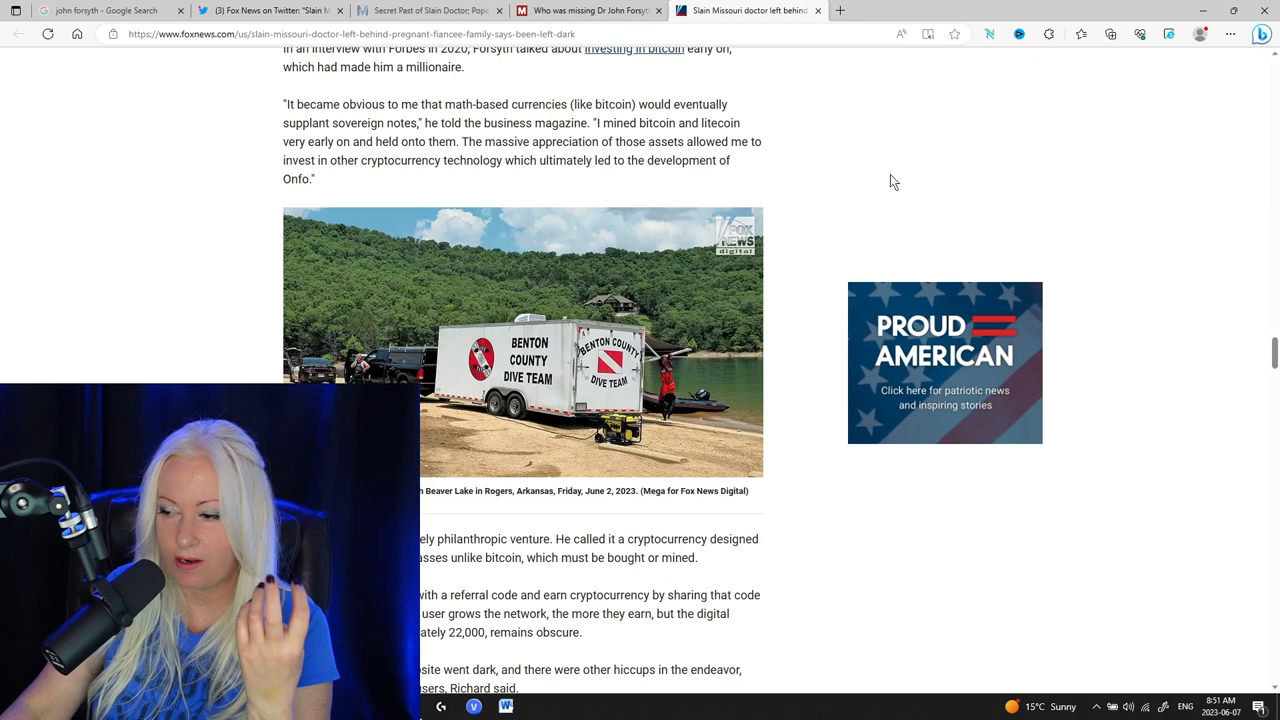 john forsyth - Google Search
(3) Fox News on Twitter: "Slain M
Secret Past of Slain Doctor; Pope
Who was missing Dr John Forsyt
Slain Missouri doctor left behind
https://www.foxnews.com/us/slain-missouri-doctor-left-behind-pregnant-fiancee-family-says-been-left-dark
In an interview with Forbes in 2020, Forsyth talked about investing in bitcoin early on,
which had made him a millionaire.
"It became obvious to me that math-based currencies (like bitcoin) would eventually
supplant sovereign notes," he told the business magazine. "I mined bitcoin and litecoin
very early on and held onto them. The massive appreciation of those assets allowed me to
invest in other cryptocurrency technology which ultimately led to the development of
Onfo."
FOX
NEWS
digital
BENTON
COUNTY
DIVE TEAM
BENTON COUNTY
DIVE TEAM
PROUD
AMERICAN
Click here for patriotic news
and inspiring stories
h Beaver Lake in Rogers, Arkansas, Friday, June 2, 2023. (Mega for Fox News Digital)
ely philanthropic venture. He called it a cryptocurrency designed
asses unlike bitcoin, which must be bought or mined.
with a referral code and earn cryptocurrency by sharing that code
user grows the network, the more they earn, but the digital
ately 22,000, remains obscure.
osite went dark, and there were other hiccups in the endeavor,
users, Richard said.
15°C Sunny
ENG
8:51 AM
2023-06-07